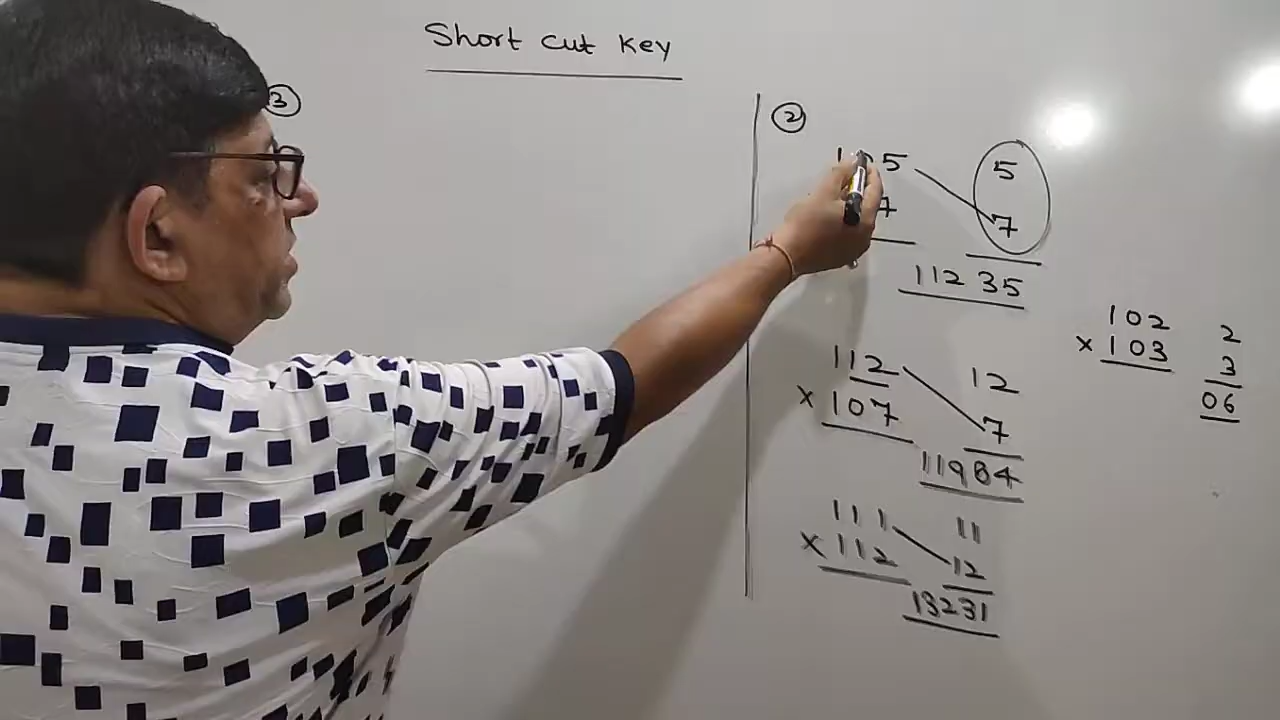 Short cut key
3
2
5 5
7 7
11235
112 12
× 107 7
11984
111 11
× 112 12
13231
102 2
× 103 3
06